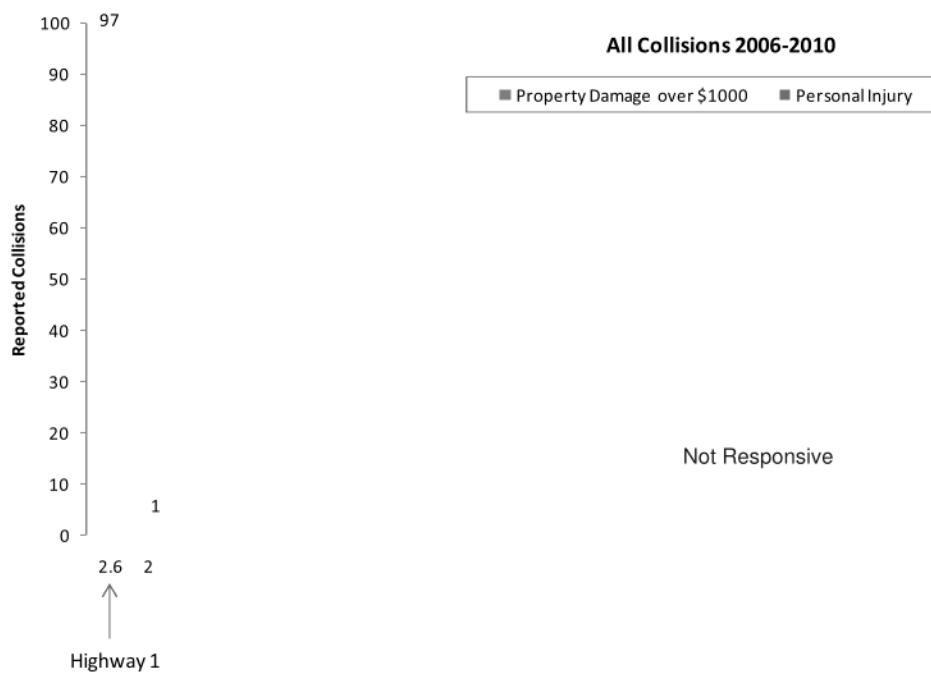 All Collisions 2006-2010
Property Damage over $1000 Personal Injury
Reported Collisions
100
90
80
70
60
50
40
30
20
10
0
97
1
Not Responsive
2.6 2
Highway 1